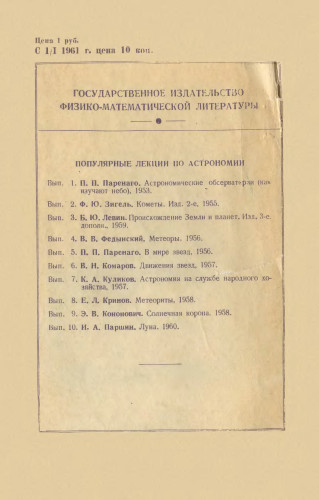 Цена 1 руб.
С 1/I 1961 г. цена 10 коп.
ГОСУДАРСТВЕННОЕ ИЗДАТЕЛЬСТВО
ФИЗИКО-МАТЕМАТИЧЕСКОЙ ЛИТЕРАТУРЫ
ПОПУЛЯРНЫЕ ЛЕКЦИИ ПО АСТРОНОМИИ
Вып. 1. П. П. Паренаго. Астрономические обсерватории (как
изучают небо), 1953.
Вып. 2. Ф. Ю. Зигель. Кометы. Изд. 2-е, 1955.
Вып. 3. Б. Ю. Левин. Происхождение Земли и планет. Изд. 3-е
дополн., 1959.
Вып. 4. В. В. Федынский. Метеоры. 1956.
Вып. 5. П. П. Паренаго. В мире звезд. 1956.
Вып. 6. В. Н. Комаров. Движения звезд, 1957.
Вып. 7. К. А. Куликов. Астрономия на службе народного хо-
зяйства, 1957.
Вып. 8. Е. Л. Кринов. Метеориты, 1958.
Вып. 9. Э. В. Кононович. Солнечная корона. 1958.
Вып. 10. Н. А. Паршин. Луна. 1960.